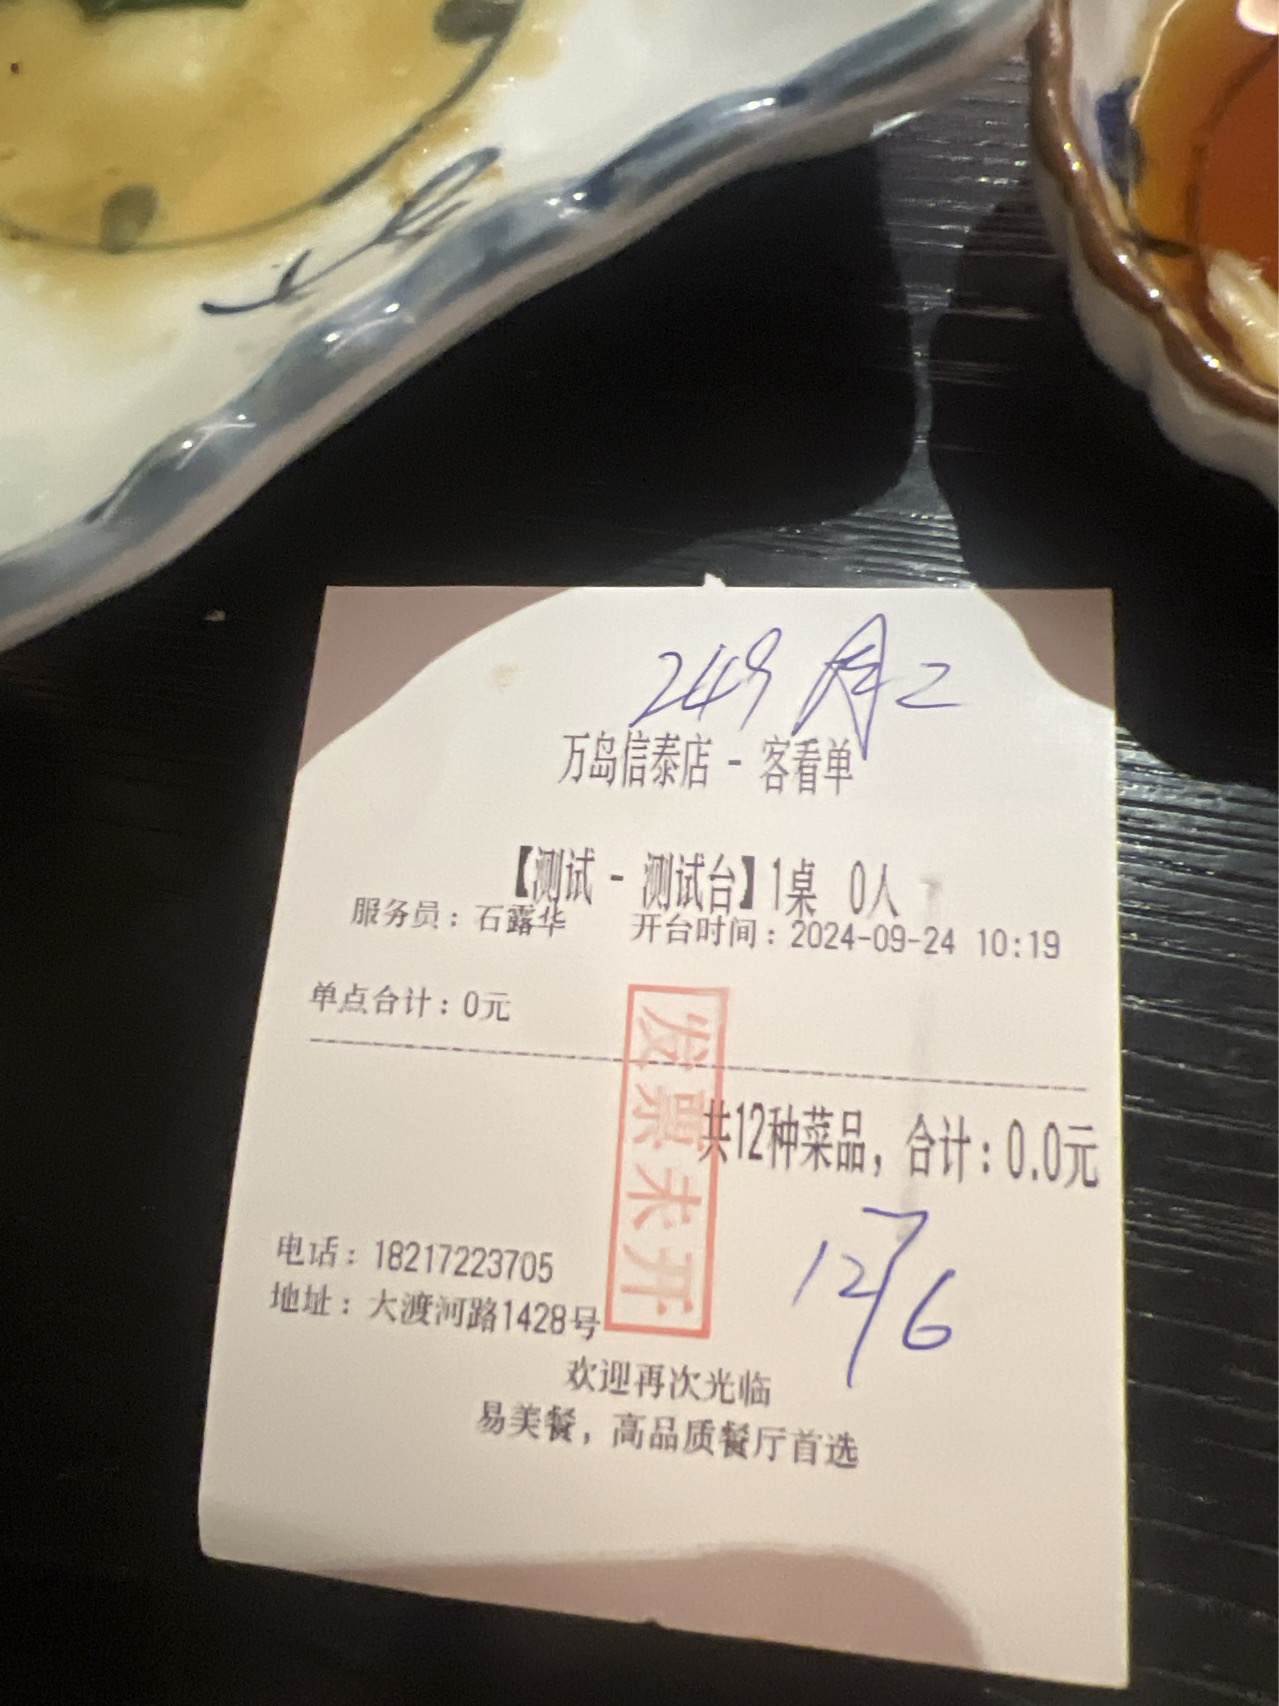 249 月2
万岛信泰店 - 客看单
【测试 - 测试台】1桌 0人
服务员：石露华 开台时间：2024-09-24 10:19
单点合计：0元
发票未开
共12种菜品，合计：0.0元
12/6
电话：18217223705
地址：大渡河路1428号
欢迎再次光临
易美餐，高品质餐厅首选